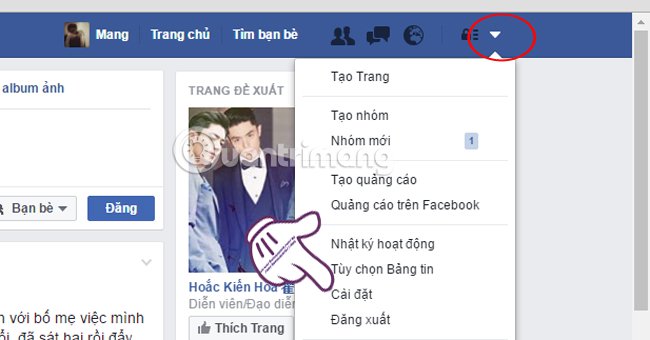 Mang Trang chủ Tìm bạn bè
album ảnh
Bạn bè Đăng
n với bố mẹ việc mình
ối, đã sát hai rồi đẩy
TRANG ĐỀ XUẤT
Hoắc Kiến Hoa
Diễn viên/Đạo diễ
Thích Trang
Tạo Trang
Tạo nhóm
Nhóm mới 1
Tạo quảng cáo
Quảng cáo trên Facebook
Nhật ký hoạt động
Tùy chọn Bảng tin
Cài đặt
Đăng xuất
Quantrimang